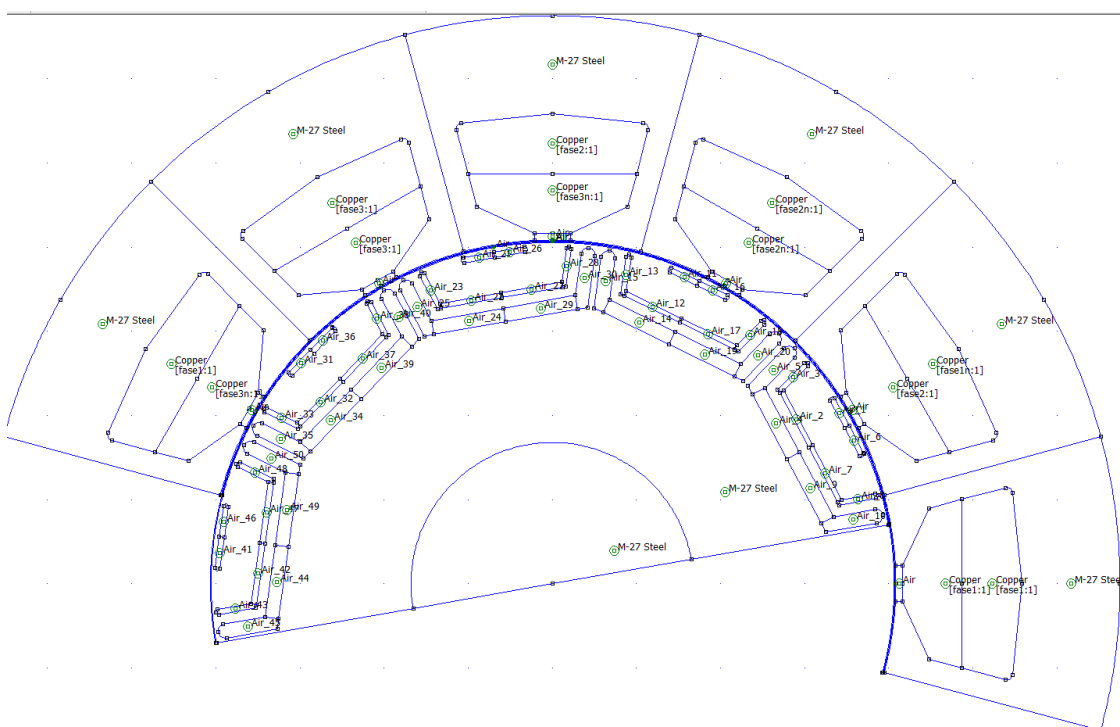 M-27 Steel
M-27 Steel
M-27 Steel
Copper
[fase2:1]
Copper
[fase3n:1]
Copper
[fase3:1]
Copper
[fase3:1]
Copper
[fase2n:1]
Copper
[fase2n:1]
Air_26
Air_28
Air_30
Air_15
Air_13
Air
Air_16
Air_23
Air_25
Air_29
Air_24
Air_12
Air_14
Air_17
Air_19
Air_20
Air_40
M-27 Steel
M-27 Steel
Air_36
Air_31
Air_37
Air_39
Copper
[fase1:1]
Copper
[fase3n:1]
Copper
[fase1n:1]
Copper
[fase2:1]
Air_3
Air_32
Air_33
Air_34
Air_35
Air
Air_2
Air_6
Air_50
Air_48
Air_7
Air_9
M-27 Steel
Air_46
Air_49
Air_41
M-27 Steel
Air_42
Air_44
Air
Copper
[fase1:1]
Copper
[fase1:1]
M-27 Steel
Air_43